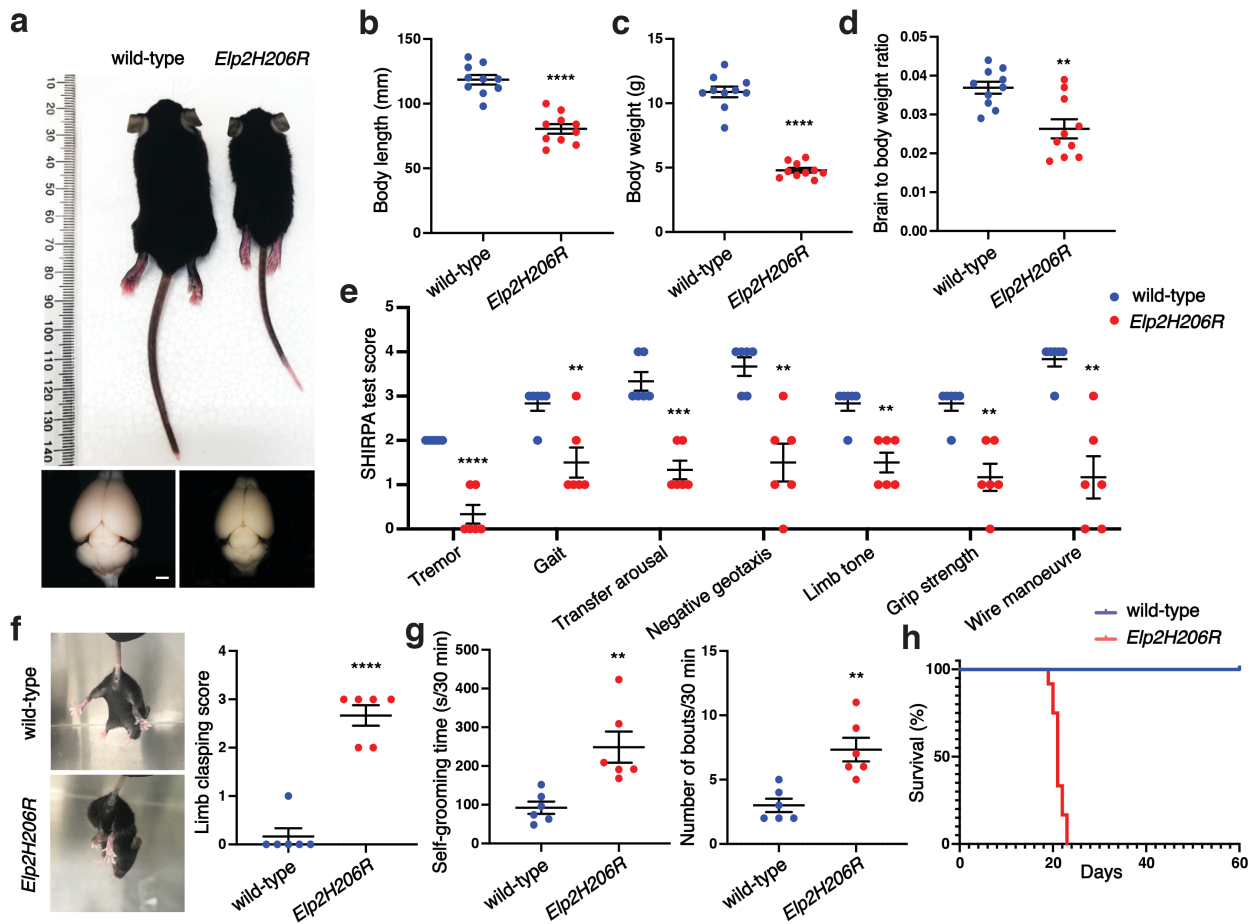 a
wild-type
Elp2H206R
10
20
30
40
50
60
70
80
90
100
110
120
130
140
b
Body length (mm)
150
100
50
0
****
wild-type
Elp2H206R
c
Body weight (g)
15
10
5
0
****
wild-type
Elp2H206R
d
Brain to body weight ratio
0.05
0.04
0.03
0.02
0.01
0.00
**
wild-type
Elp2H206R
e
wild-type
Elp2H206R
SHIRPA test score
5
4
3
2
1
0
****
**
***
**
**
**
**
Tremor
Gait
Transfer arousal
Negative geotaxis
Limb tone
Grip strength
Wire manoeuvre
f
wild-type
Elp2H206R
Limb clasping score
4
3
2
1
0
****
wild-type
Elp2H206R
g
Self-grooming time (s/30 min)
500
400
300
200
100
0
**
wild-type
Elp2H206R
Number of bouts/30 min
15
10
5
0
**
wild-type
Elp2H206R
wild-type
Elp2H206R
h
Survival (%)
100
50
0
0
20
40
60
Days